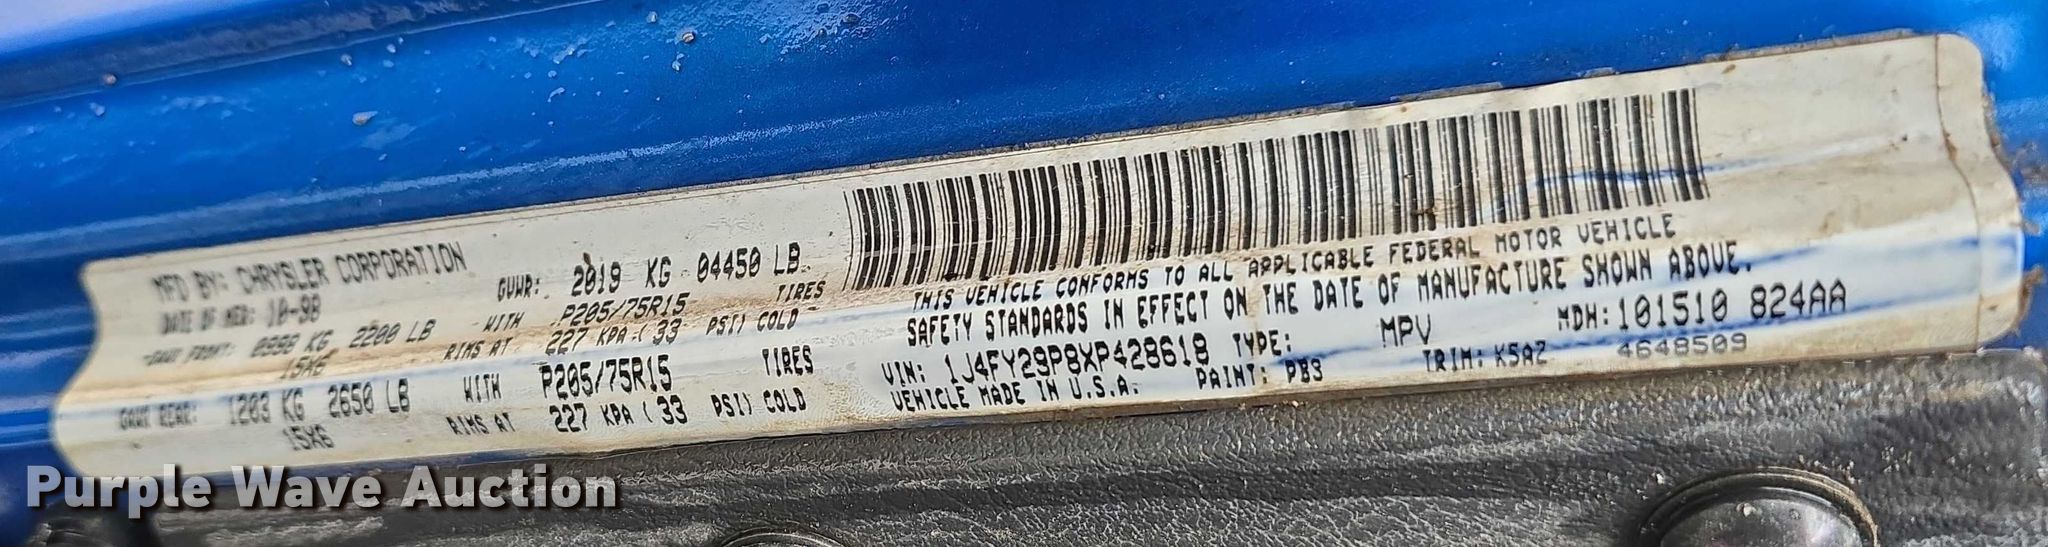 MFD BY: CHRYSLER CORPORATION
DATE OF MFR: 10-98
GVWR: 2019 KG 04450 LB
GAWR FRONT: 0998 KG 2200 LB WITH P205/75R15 TIRES
15X6 RIMS AT 227 KPA ( 33 PSI) COLD
GAWR REAR: 1203 KG 2650 LB WITH P205/75R15 TIRES
15X6 RIMS AT 227 KPA ( 33 PSI) COLD
THIS VEHICLE CONFORMS TO ALL APPLICABLE FEDERAL MOTOR VEHICLE
SAFETY STANDARDS IN EFFECT ON THE DATE OF MANUFACTURE SHOWN ABOVE.
VIN: 1J4FY29P8XP428618 TYPE: MPV MDH: 101510 824AA
VEHICLE MADE IN U.S.A. PAINT: PB3 TRIM: K5AZ 4648509
Purple Wave Auction